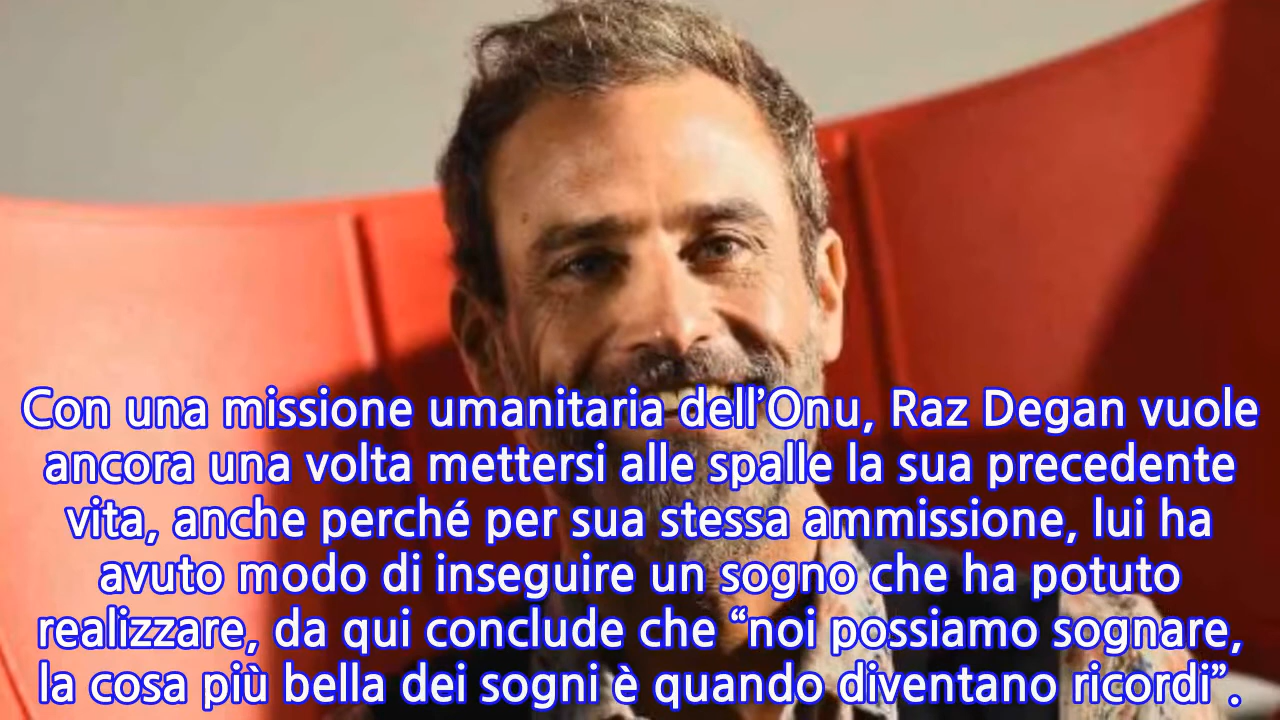 Con una missione umanitaria dell’Onu, Raz Degan vuole
ancora una volta mettersi alle spalle la sua precedente
vita, anche perché per sua stessa ammissione, lui ha
avuto modo di inseguire un sogno che ha potuto
realizzare, da qui conclude che “noi possiamo sognare,
la cosa più bella dei sogni è quando diventano ricordi”.